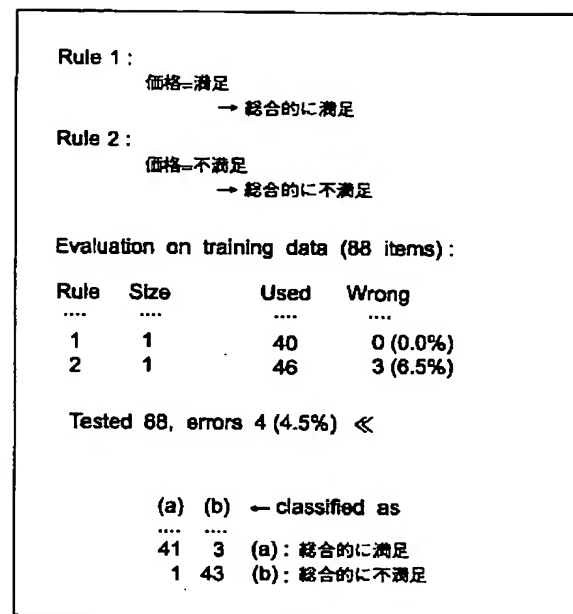 Rule 1 :
価格=満足
→ 総合的に満足
Rule 2 :
価格=不満足
→ 総合的に不満足
Evaluation on training data (88 items) :
Rule Size Used Wrong
.... .... .... ....
1 1 40 0 (0.0%)
2 1 46 3 (6.5%)
Tested 88, errors 4 (4.5%) ≪
(a) (b) ← classified as
.... ....
41 3 (a) : 総合的に満足
1 43 (b) : 総合的に不満足